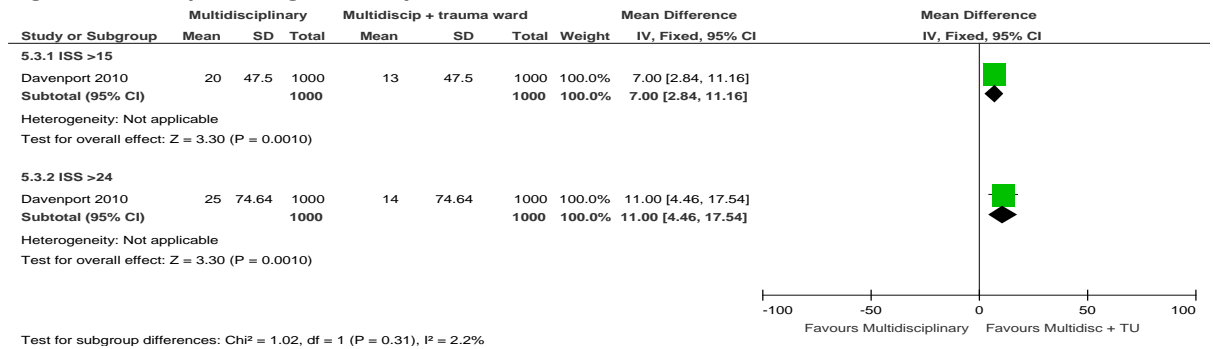 Multidisciplinary Multidiscip + trauma ward Mean Difference Mean Difference
Study or Subgroup Mean SD Total Mean SD Total Weight IV, Fixed, 95% CI IV, Fixed, 95% CI
5.3.1 ISS >15
Davenport 2010 20 47.5 1000 13 47.5 1000 100.0% 7.00 [2.84, 11.16]
Subtotal (95% CI) 1000 1000 100.0% 7.00 [2.84, 11.16]
Heterogeneity: Not applicable
Test for overall effect: Z = 3.30 (P = 0.0010)
5.3.2 ISS >24
Davenport 2010 25 74.64 1000 14 74.64 1000 100.0% 11.00 [4.46, 17.54]
Subtotal (95% CI) 1000 1000 100.0% 11.00 [4.46, 17.54]
Heterogeneity: Not applicable
Test for overall effect: Z = 3.30 (P = 0.0010)
-100 -50 0 50 100
Favours Multidisciplinary Favours Multidisc + TU
Test for subgroup differences: Chi² = 1.02, df = 1 (P = 0.31), I² = 2.2%